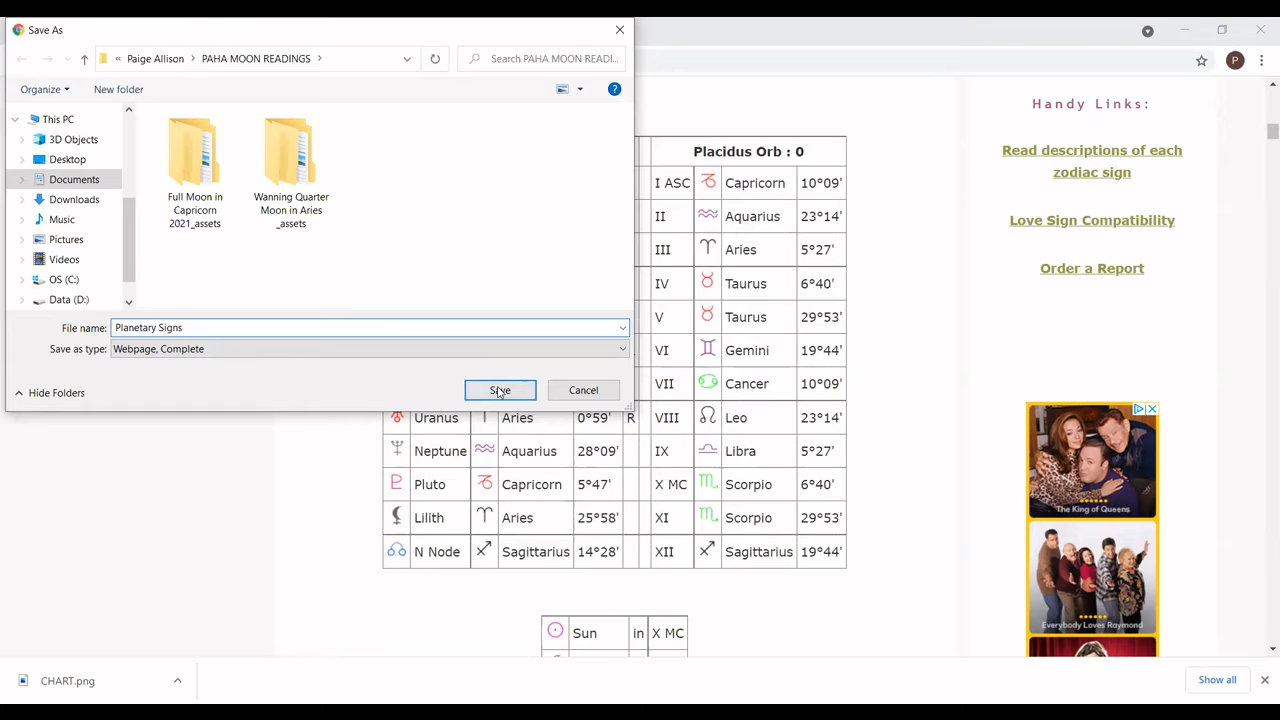 Save As
« Paige Allison > PAHA MOON READINGS >
Search PAHA MOON READI...
Organize
New folder
This PC
3D Objects
Desktop
Documents
Downloads
Music
Pictures
Videos
OS (C:)
Data (D:)
Full Moon in
Capricorn
2021_assets
Wanning Quarter
Moon in Aries
_assets
File name: Planetary Signs
Save as type: Webpage, Complete
Hide Folders
Save
Cancel
P
Placidus Orb : 0
I ASC Capricorn 10°09'
II Aquarius 23°14'
III Aries 5°27'
IV Taurus 6°40'
V Taurus 29°53'
VI Gemini 19°44'
VII Cancer 10°09'
Uranus Aries 0°59' R VIII Leo 23°14'
Neptune Aquarius 28°09' IX Libra 5°27'
Pluto Capricorn 5°47' X MC Scorpio 6°40'
Lilith Aries 25°58' XI Scorpio 29°53'
N Node Sagittarius 14°28' XII Sagittarius 19°44'
Sun in X MC
Handy Links:
Read descriptions of each
zodiac sign
Love Sign Compatibility
Order a Report
The King of Queens
Everybody Loves Raymond
CHART.png
Show all